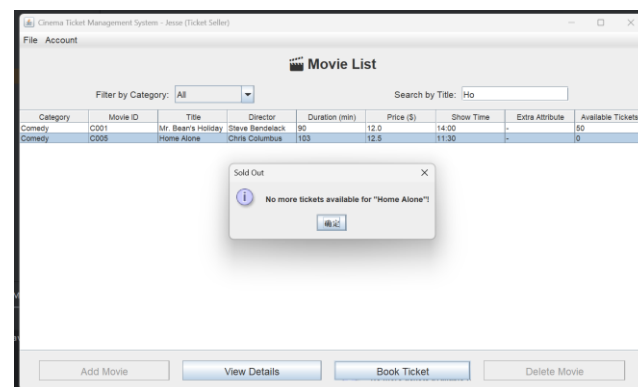 Cinema Ticket Management System - Jesse (Ticket Seller)
File Account
Movie List
Filter by Category: All Search by Title: Ho
Category Movie ID Title Director Duration (min) Price ($) Show Time Extra Attribute Available Tickets
Comedy C001 Mr. Bean's Holiday Steve Bendelack 90 12.0 14:00 - 50
Comedy C005 Home Alone Chris Columbus 103 12.5 11:30 - 0
Sold Out
No more tickets available for "Home Alone"!
确定
Add Movie View Details Book Ticket Delete Movie